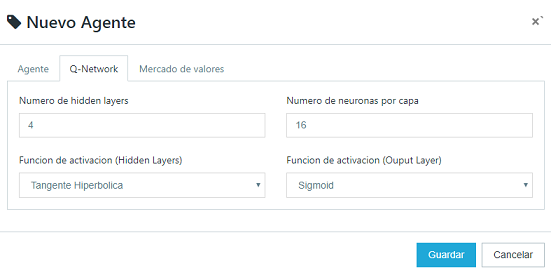 Nuevo Agente
Agente Q-Network Mercado de valores
Numero de hidden layers Numero de neuronas por capa
4 16
Funcion de activacion (Hidden Layers) Funcion de activacion (Ouput Layer)
Tangente Hiperbolica Sigmoid
Guardar Cancelar